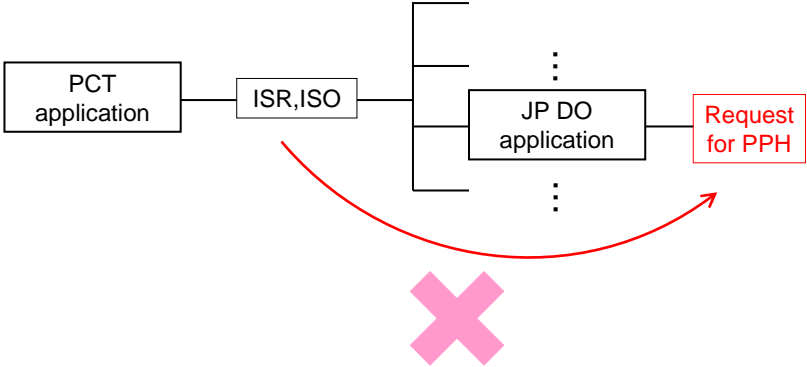 PCT
application
ISR,ISO
JP DO
application
Request
for PPH